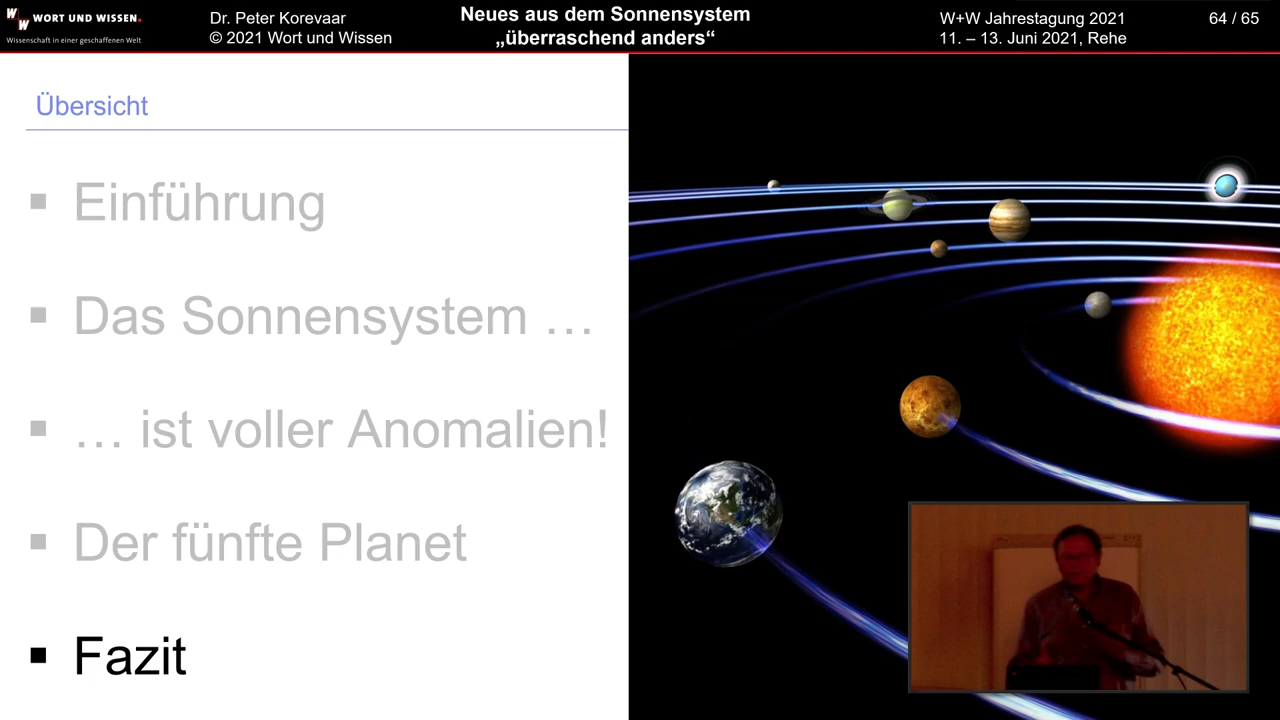 WORT UND WISSEN.
W
W
Wissenschaft in einer geschaffenen Welt
Dr. Peter Korevaar
© 2021 Wort und Wissen
Neues aus dem Sonnensystem
„überraschend anders“
W+W Jahrestagung 2021
11. – 13. Juni 2021, Rehe
64 / 65
Übersicht
Einführung
Das Sonnensystem …
… ist voller Anomalien!
Der fünfte Planet
Fazit